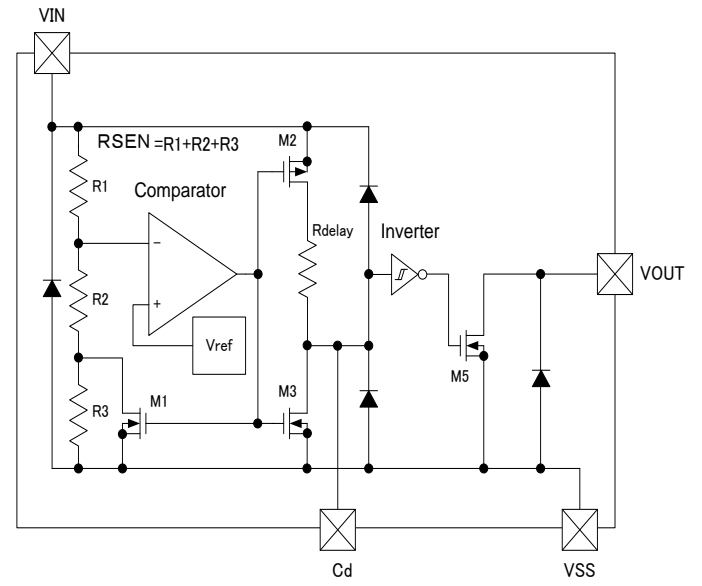 VIN
RSEN =R1+R2+R3
M2
R1
Comparator
Rdelay
Inverter
−
R2
+
Vref
VOUT
M5
R3
M1
M3
Cd
VSS